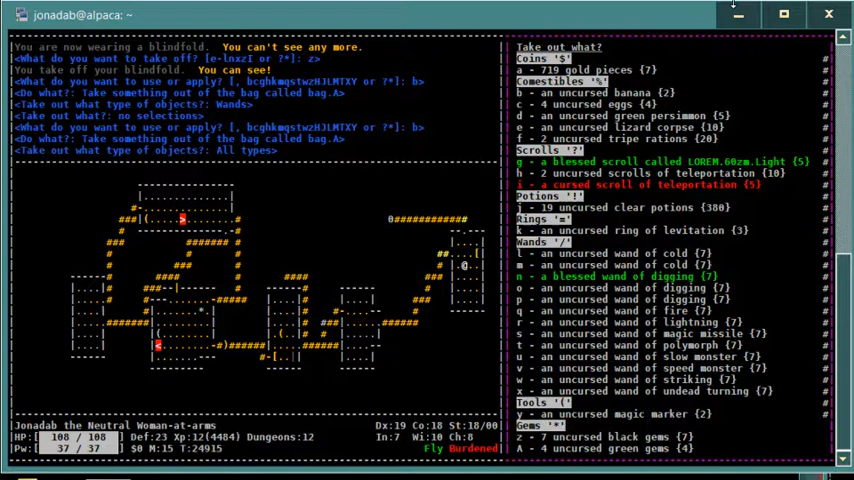 jonadab@alpaca: ~
You are now wearing a blindfold.  You can't see any more.
<What do you want to take off? [e-lnxzI or ?*]: z>
You take off your blindfold.  You can see!
<What do you want to use or apply? [, bcghkmqstwzHJLMTXY or ?*]: b>
<Do what?: Take something out of the bag called bag.A>
<Take out what type of objects?: Wands>
<Take out what?: no selections>
<What do you want to use or apply? [, bcghkmqstwzHJLMTXY or ?*]: b>
<Do what?: Take something out of the bag called bag.A>
<Take out what type of objects?: All types>
Jonadab the Neutral Woman-at-arms
Dx:19 Co:18 St:18/00
HP:[ 108 / 108 ] Def:23 Xp:12(4484) Dungeons:12
In:7 Wi:10 Ch:8
Pw:[ 37 / 37 ] $0 M:15 T:24915
Fly Burdened
Take out what?
Coins '$'
a - 719 gold pieces {7}
Comestibles '%'
b - an uncursed banana {2}
c - 4 uncursed eggs {4}
d - an uncursed green persimmon {5}
e - an uncursed lizard corpse {10}
f - 2 uncursed tripe rations {20}
Scrolls '?'
g - a blessed scroll called LOREM.60zm.Light {5}
h - 2 uncursed scrolls of teleportation {10}
i - a cursed scroll of teleportation {5}
Potions '!'
j - 19 uncursed clear potions {380}
Rings '='
k - an uncursed ring of levitation {3}
Wands '/'
l - an uncursed wand of cold {7}
m - an uncursed wand of cold {7}
n - a blessed wand of digging {7}
o - an uncursed wand of digging {7}
p - an uncursed wand of digging {7}
q - an uncursed wand of fire {7}
r - an uncursed wand of lightning {7}
s - an uncursed wand of magic missile {7}
t - an uncursed wand of polymorph {7}
u - an uncursed wand of slow monster {7}
v - an uncursed wand of speed monster {7}
w - an uncursed wand of striking {7}
x - an uncursed wand of undead turning {7}
Tools '('
y - an uncursed magic marker {2}
Gems '*'
z - 7 uncursed black gems {7}
A - 4 uncursed green gems {4}